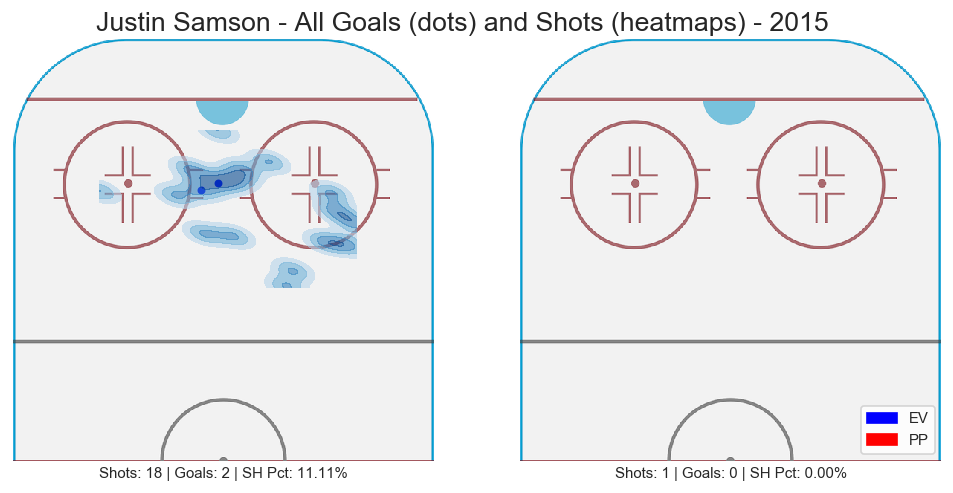 Justin Samson - All Goals (dots) and Shots (heatmaps) - 2015
EV
PP
Shots: 18 | Goals: 2 | SH Pct: 11.11%
Shots: 1 | Goals: 0 | SH Pct: 0.00%